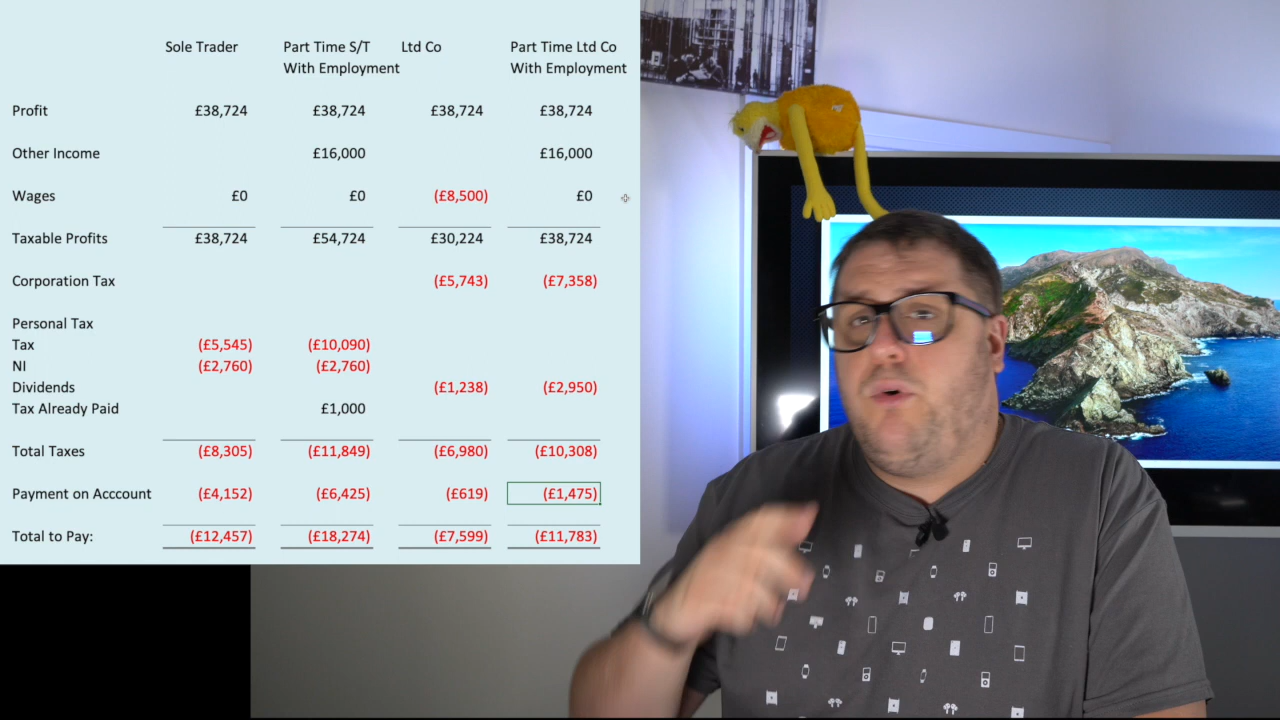 Sole Trader Part Time S/T Ltd Co Part Time Ltd Co
With Employment With Employment
Profit £38,724 £38,724 £38,724 £38,724
Other Income £16,000 £16,000
Wages £0 £0 (£8,500) £0
Taxable Profits £38,724 £54,724 £30,224 £38,724
Corporation Tax (£5,743) (£7,358)
Personal Tax
Tax (£5,545) (£10,090)
NI (£2,760) (£2,760)
Dividends (£1,238) (£2,950)
Tax Already Paid £1,000
Total Taxes (£8,305) (£11,849) (£6,980) (£10,308)
Payment on Acccount (£4,152) (£6,425) (£619) (£1,475)
Total to Pay: (£12,457) (£18,274) (£7,599) (£11,783)